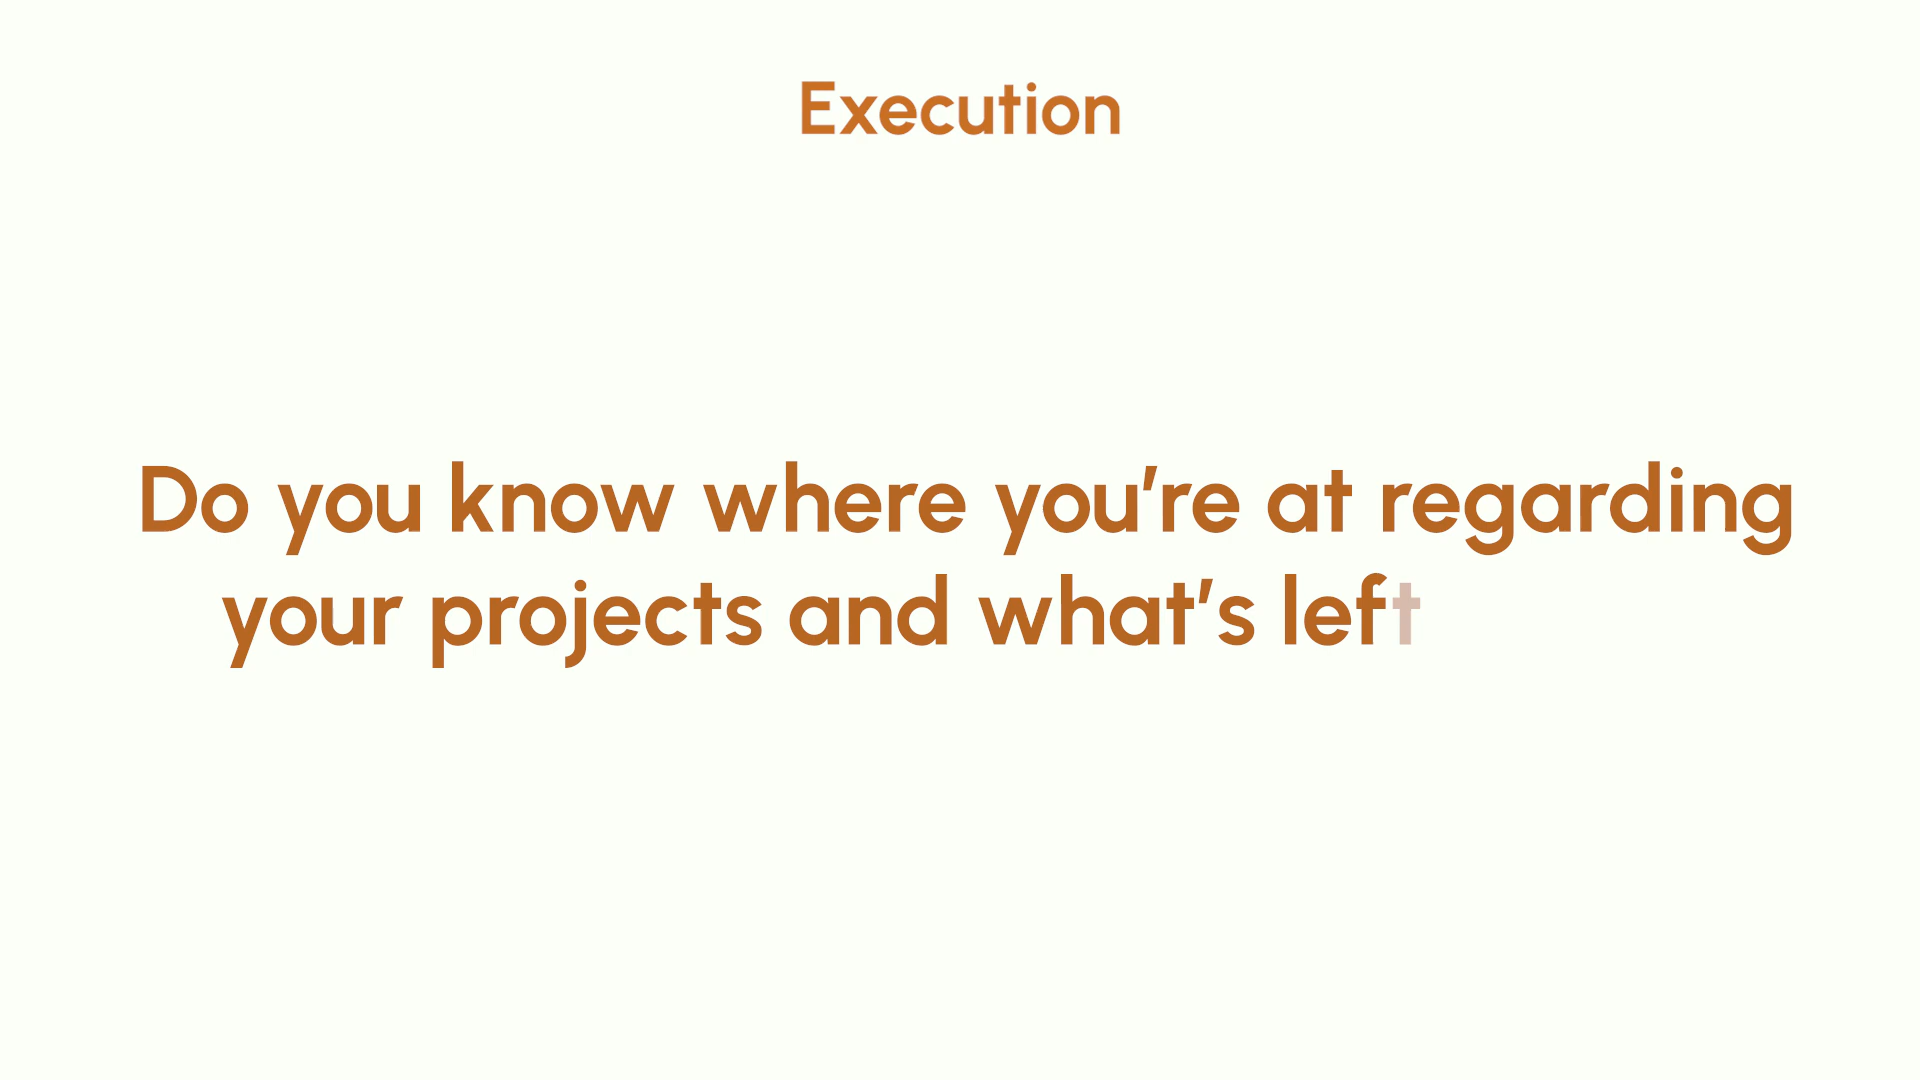 Execution
Do you know where you're at regarding
your projects and what's left